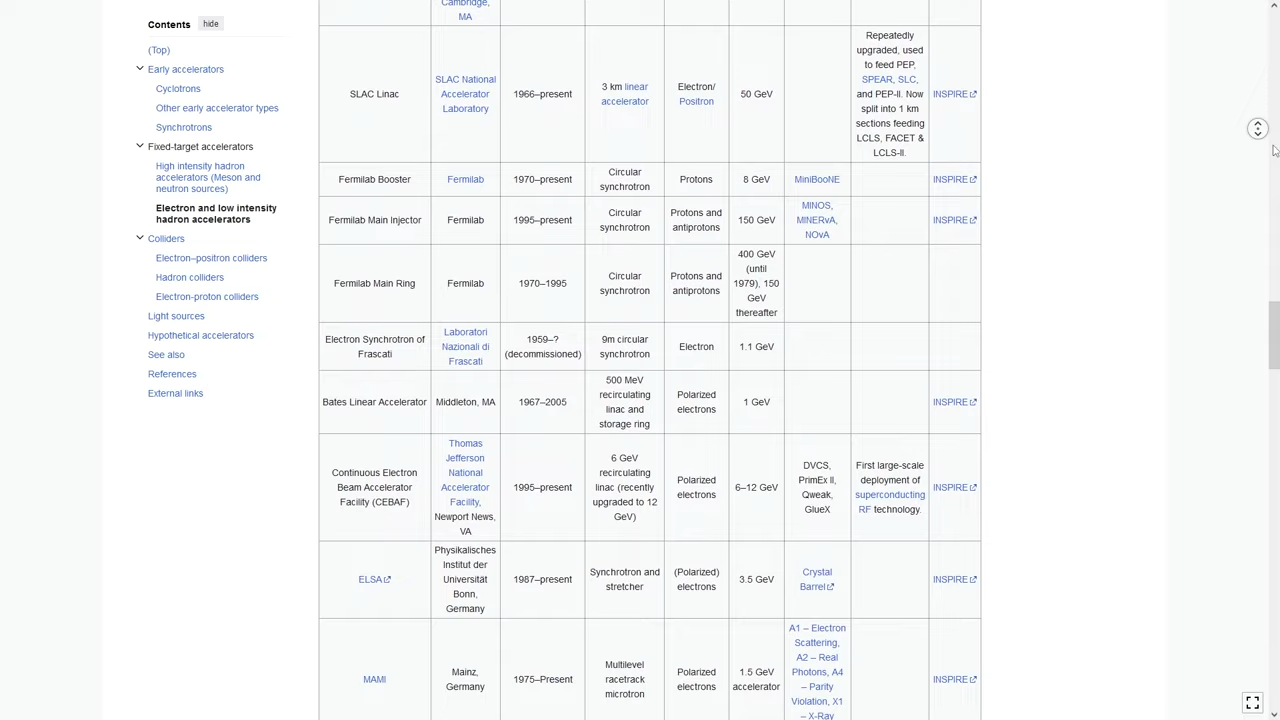 Contents hide
(Top)
Early accelerators
Cyclotrons
Other early accelerator types
Synchrotrons
Fixed-target accelerators
High intensity hadron
accelerators (Meson and
neutron sources)
Electron and low intensity
hadron accelerators
Colliders
Electron–positron colliders
Hadron colliders
Electron-proton colliders
Light sources
Hypothetical accelerators
See also
References
External links
Cambridge,
MA
SLAC Linac
SLAC National
Accelerator
Laboratory
1966–present
3 km linear
accelerator
Electron/
Positron
50 GeV
Repeatedly
upgraded, used
to feed PEP,
SPEAR, SLC,
and PEP-II. Now
split into 1 km
sections feeding
LCLS, FACET &
LCLS-II.
INSPIRE
Fermilab Booster
Fermilab
1970–present
Circular
synchrotron
Protons
8 GeV
MiniBooNE
INSPIRE
Fermilab Main Injector
Fermilab
1995–present
Circular
synchrotron
Protons and
antiprotons
150 GeV
MINOS,
MINERνA,
NOνA
INSPIRE
Fermilab Main Ring
Fermilab
1970–1995
Circular
synchrotron
Protons and
antiprotons
400 GeV
(until
1979), 150
GeV
thereafter
Electron Synchrotron of
Frascati
Laboratori
Nazionali di
Frascati
1959–?
(decommissioned)
9m circular
synchrotron
Electron
1.1 GeV
Bates Linear Accelerator
Middleton, MA
1967–2005
500 MeV
recirculating
linac and
storage ring
Polarized
electrons
1 GeV
INSPIRE
Continuous Electron
Beam Accelerator
Facility (CEBAF)
Thomas
Jefferson
National
Accelerator
Facility,
Newport News,
VA
1995–present
6 GeV
recirculating
linac (recently
upgraded to 12
GeV)
Polarized
electrons
6–12 GeV
DVCS,
PrimEx II,
Qweak,
GlueX
First large-scale
deployment of
superconducting
RF technology.
INSPIRE
ELSA
Physikalisches
Institut der
Universität
Bonn,
Germany
1987–present
Synchrotron and
stretcher
(Polarized)
electrons
3.5 GeV
Crystal
Barrel
INSPIRE
MAMI
Mainz,
Germany
1975–Present
Multilevel
racetrack
microtron
Polarized
electrons
1.5 GeV
accelerator
A1 – Electron
Scattering,
A2 – Real
Photons, A4
– Parity
Violation, X1
– X-Ray
INSPIRE